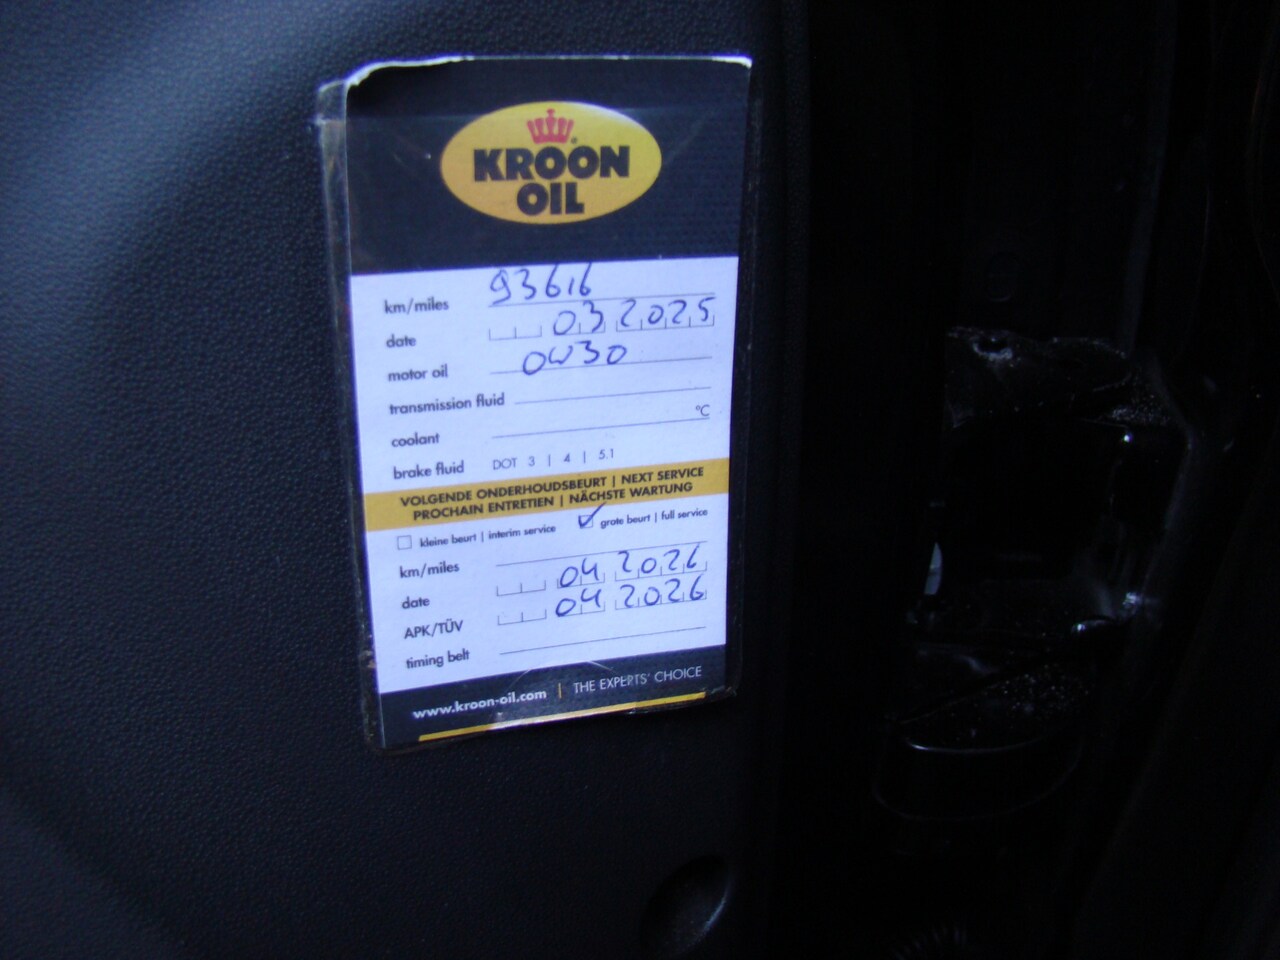 KROON
OIL
km/miles 93616
date 03 2025
motor oil 0W30
transmission fluid
coolant °C
brake fluid DOT 3 | 4 | 5.1
VOLGENDE ONDERHOUDSBEURT | NEXT SERVICE
PROCHAIN ENTRETIEN | NÄCHSTE WARTUNG
kleine beurt | interim service ✓ grote beurt | full service
km/miles
date 04 2026
APK/TÜV 04 2026
timing belt
www.kroon-oil.com | THE EXPERTS' CHOICE